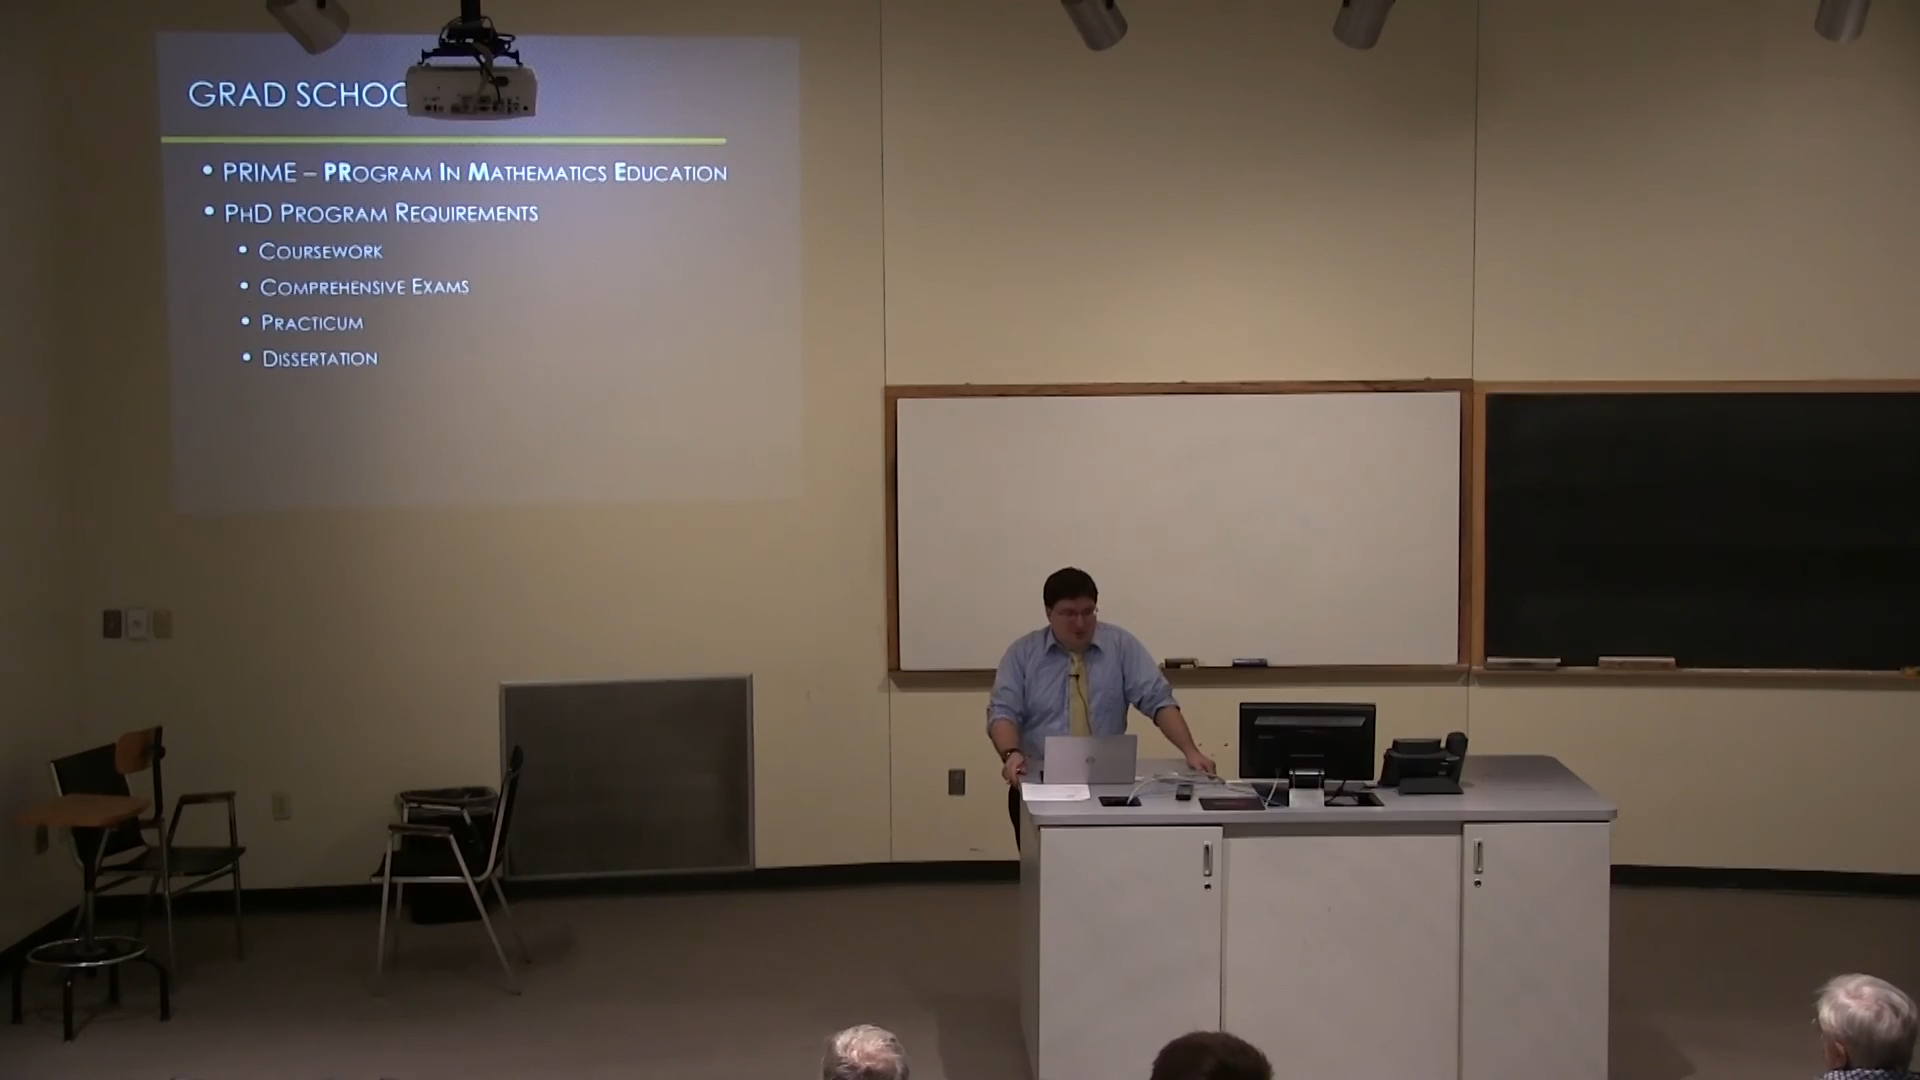 GRAD SCHOO
• PRIME – PROGRAM IN MATHEMATICS EDUCATION
• PHD PROGRAM REQUIREMENTS
• COURSEWORK
• COMPREHENSIVE EXAMS
• PRACTICUM
• DISSERTATION